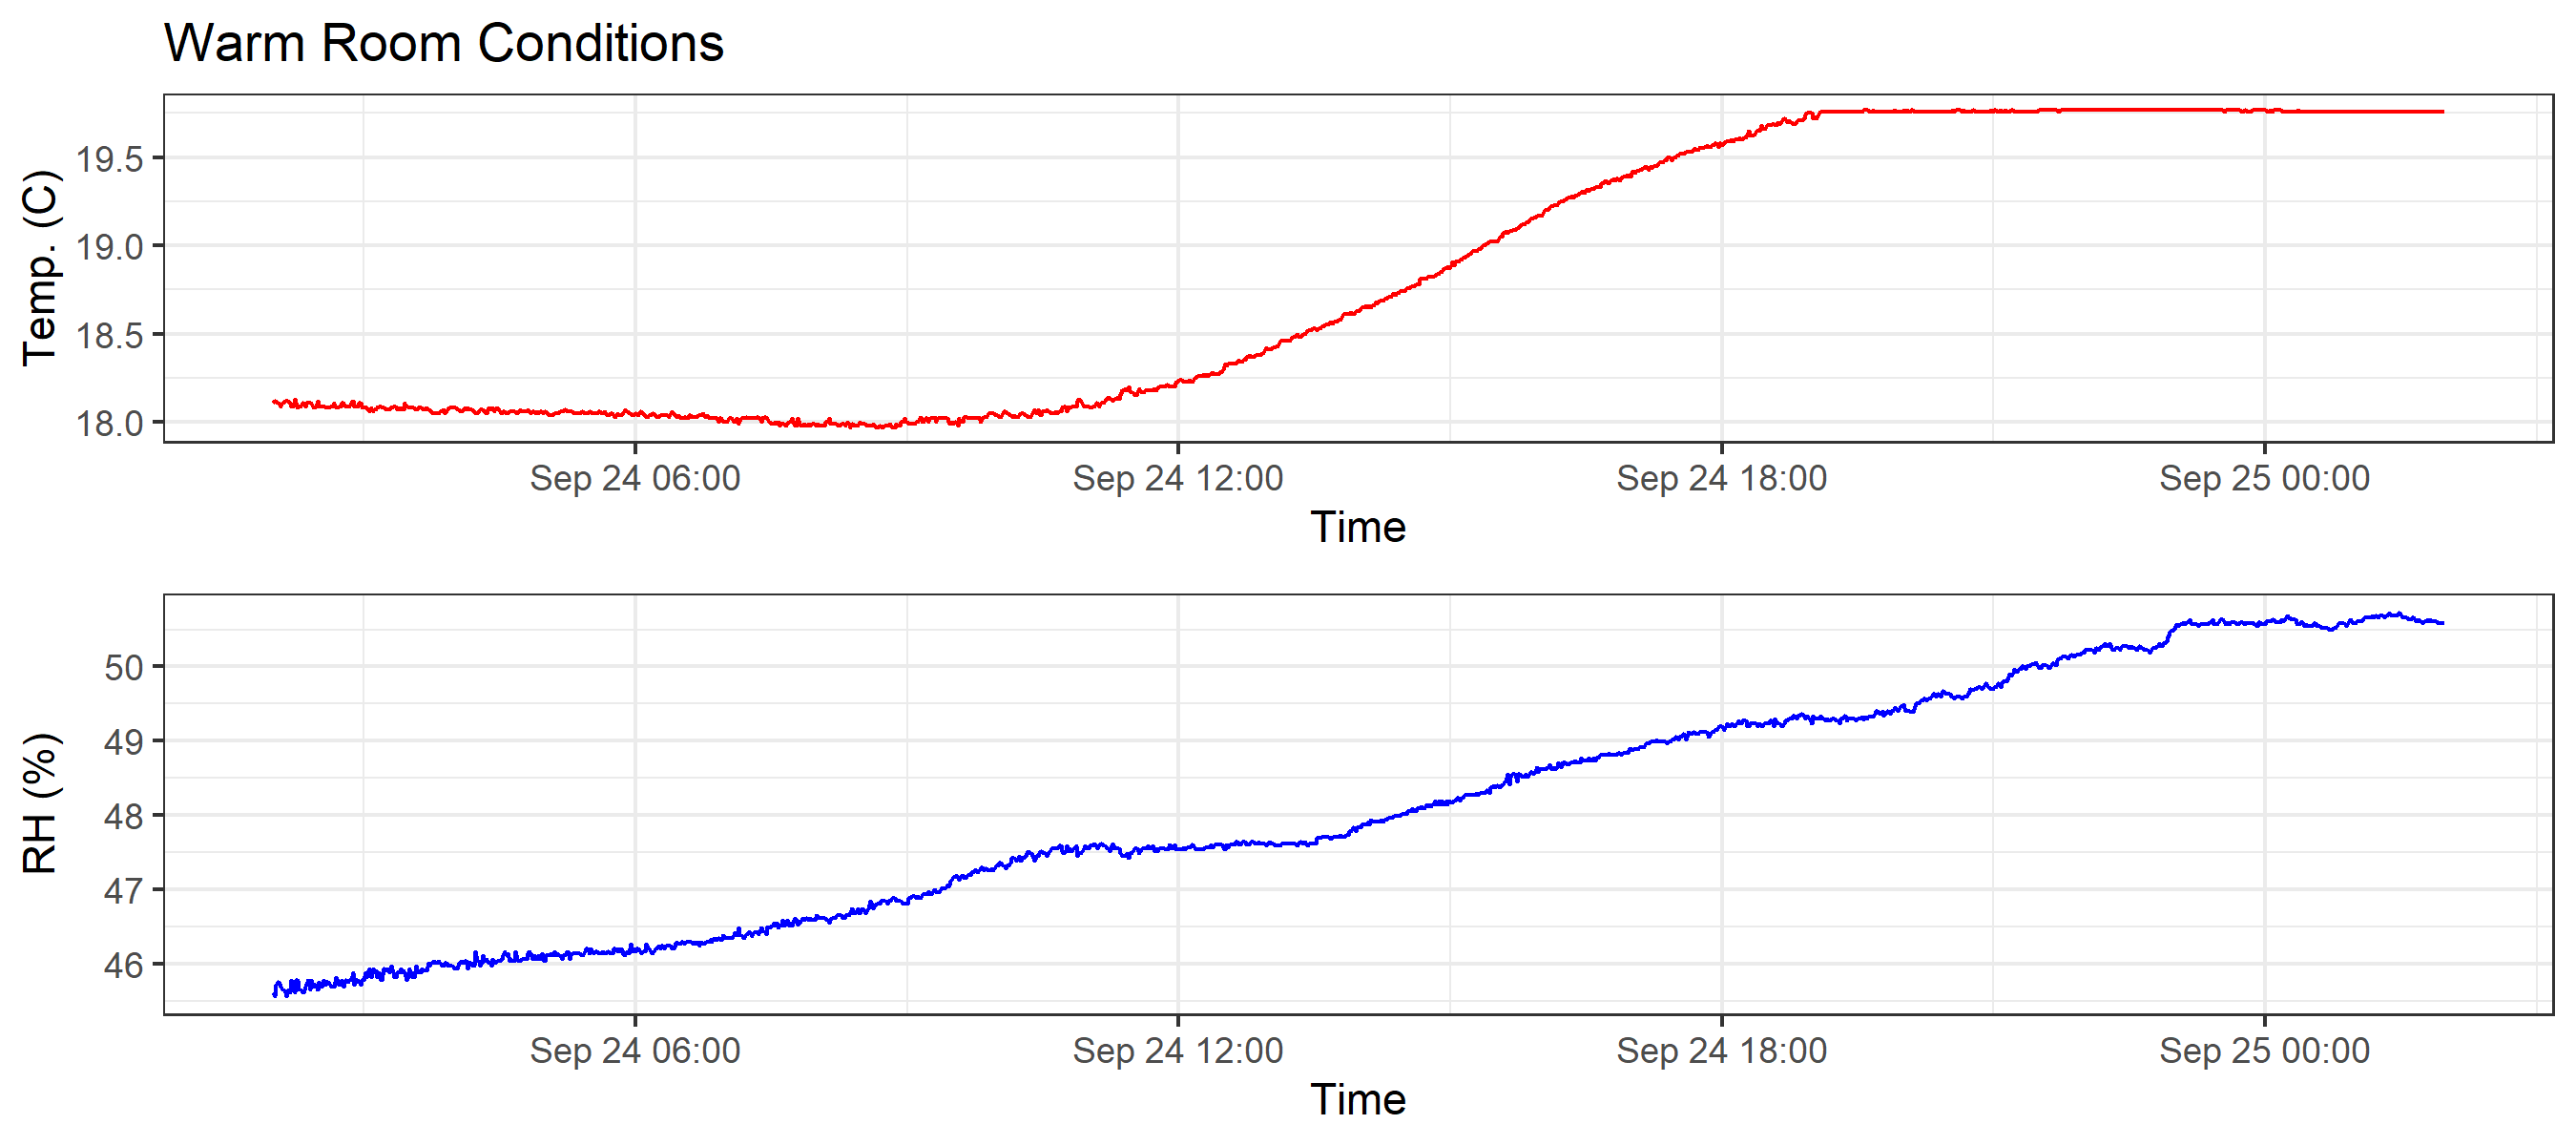 Warm Room Conditions
Temp. (C)
19.5
19.0
18.5
18.0
Sep 24 06:00 Sep 24 12:00 Sep 24 18:00 Sep 25 00:00
Time
RH (%)
50
49
48
47
46
Sep 24 06:00 Sep 24 12:00 Sep 24 18:00 Sep 25 00:00
Time